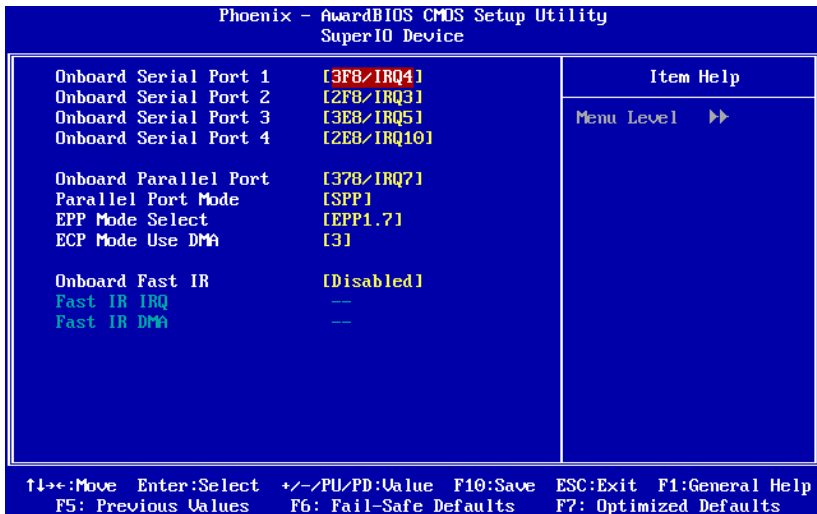 Phoenix - AwardBIOS CMOS Setup Utility
SuperIO Device
Onboard Serial Port 1 [3F8/IRQ4]
Onboard Serial Port 2 [2F8/IRQ3]
Onboard Serial Port 3 [3E8/IRQ5]
Onboard Serial Port 4 [2E8/IRQ10]
Onboard Parallel Port [378/IRQ7]
Parallel Port Mode [SPP]
EPP Mode Select [EPP1.7]
ECP Mode Use DMA [3]
Onboard Fast IR [Disabled]
Fast IR IRQ --
Fast IR DMA --
Item Help
Menu Level ▶▶
↑↓→←:Move Enter:Select +/-/PU/PD:Value F10:Save ESC:Exit F1:General Help
F5: Previous Values F6: Fail-Safe Defaults F7: Optimized Defaults